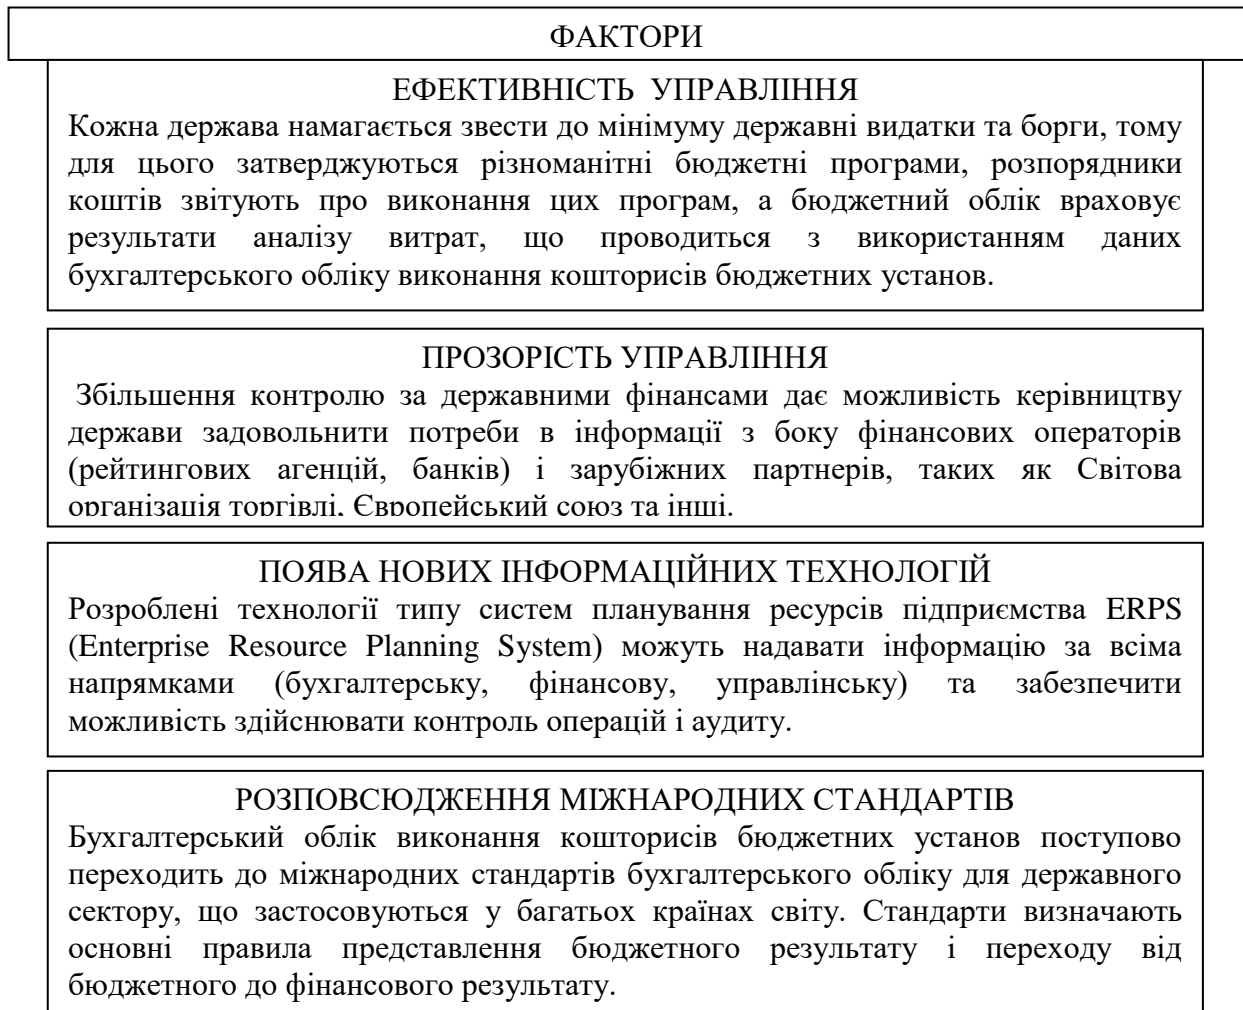 ФАКТОРИ
ЕФЕКТИВНІСТЬ УПРАВЛІННЯ
Кожна держава намагається звести до мінімуму державні видатки та борги, тому
для цього затверджуються різноманітні бюджетні програми, розпорядники
коштів звітують про виконання цих програм, а бюджетний облік враховує
результати аналізу витрат, що проводиться з використанням даних
бухгалтерського обліку виконання кошторисів бюджетних установ.
ПРОЗОРІСТЬ УПРАВЛІННЯ
Збільшення контролю за державними фінансами дає можливість керівництву
держави задовольнити потреби в інформації з боку фінансових операторів
(рейтингових агенцій, банків) і зарубіжних партнерів, таких як Світова
організація торгівлі, Європейський союз та інші.
ПОЯВА НОВИХ ІНФОРМАЦІЙНИХ ТЕХНОЛОГІЙ
Розроблені технології типу систем планування ресурсів підприємства ERPS
(Enterprise Resource Planning System) можуть надавати інформацію за всіма
напрямками (бухгалтерську, фінансову, управлінську) та забезпечити
можливість здійснювати контроль операцій і аудиту.
РОЗПОВСЮДЖЕННЯ МІЖНАРОДНИХ СТАНДАРТІВ
Бухгалтерський облік виконання кошторисів бюджетних установ поступово
переходить до міжнародних стандартів бухгалтерського обліку для державного
сектору, що застосовуються у багатьох країнах світу. Стандарти визначають
основні правила представлення бюджетного результату і переходу від
бюджетного до фінансового результату.